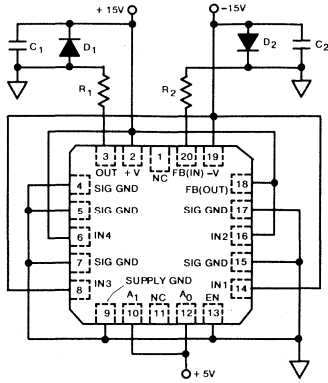 + 15V
−15V
C1
D1
D2
C2
R1
R2
3 2 1 20 19
OUT +V NC FB(IN) −V
4 SIG GND
FB(OUT) 18
5 SIG GND
SIG GND 17
6 IN4
IN2 16
7 SIG GND
SIG GND 15
8 IN3
IN1 14
SUPPLY GND
A1 NC A0 EN
9 10 11 12 13
+ 5V